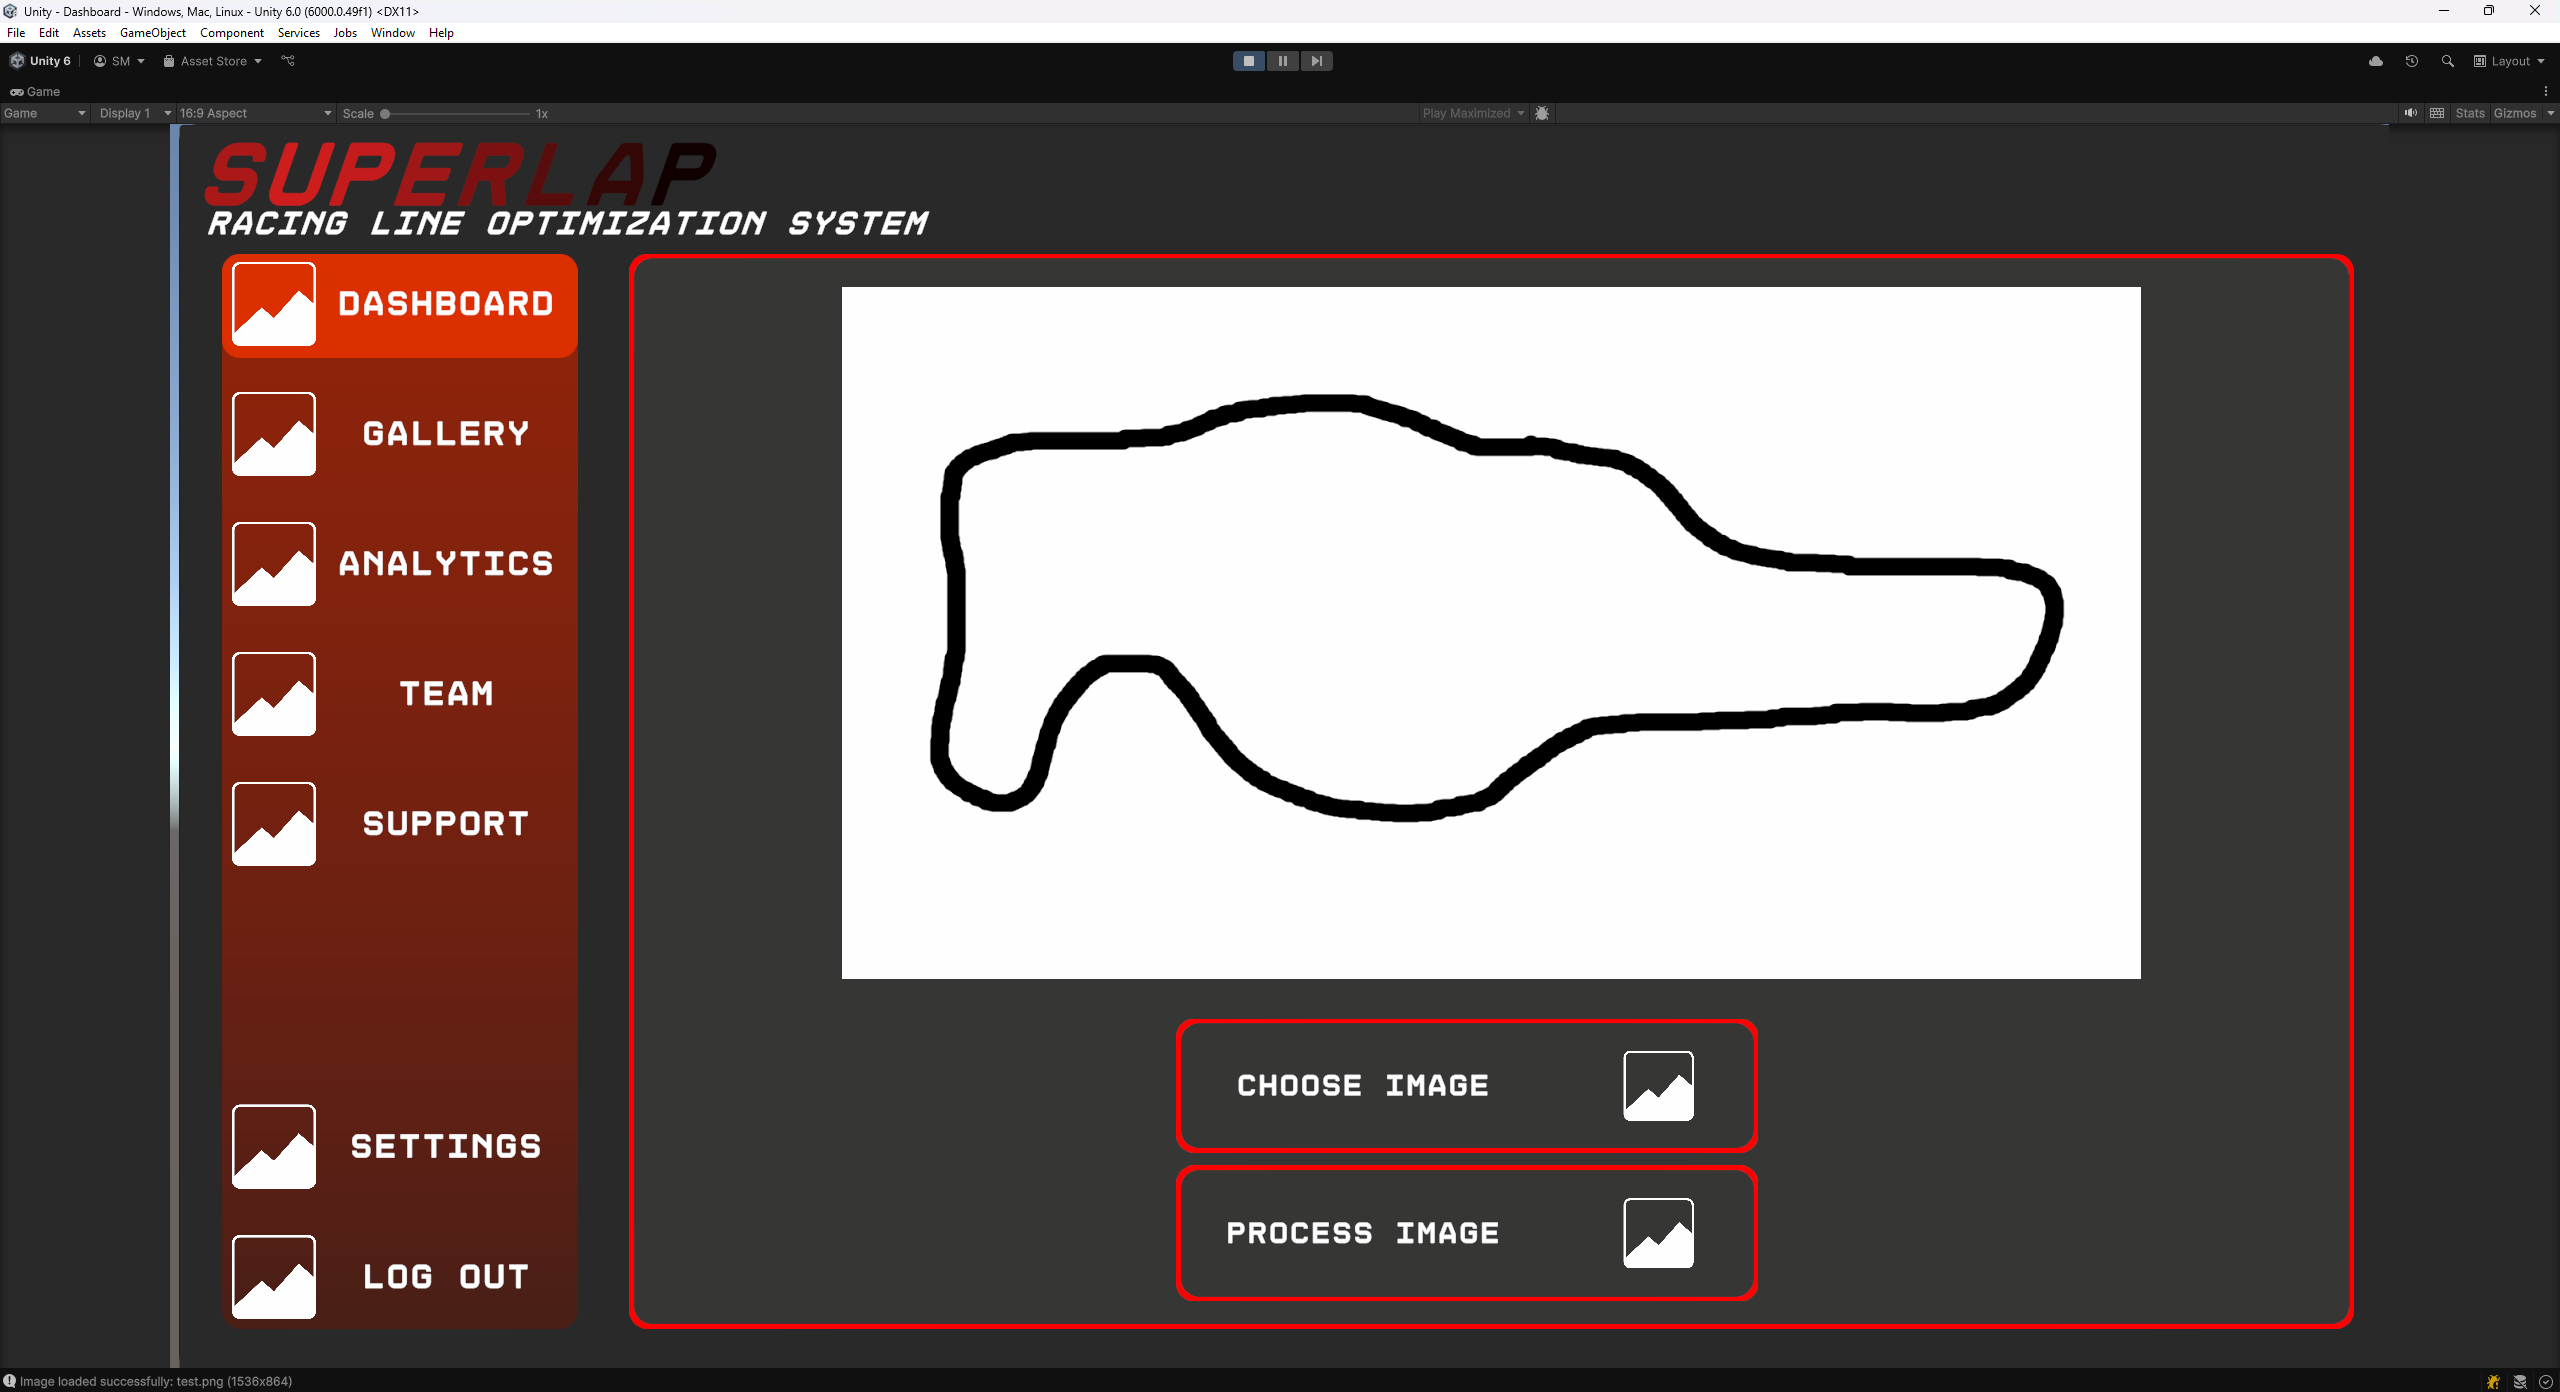 Unity - Dashboard - Windows, Mac, Linux - Unity 6.0 (6000.0.49f1) <DX11>
File Edit Assets GameObject Component Services Jobs Window Help
Unity 6 SM Asset Store Layout
Game
Game Display 1 16:9 Aspect Scale 1x Play Maximized Stats Gizmos
SUPERLAP
RACING LINE OPTIMIZATION SYSTEM
DASHBOARD
GALLERY
ANALYTICS
TEAM
SUPPORT
SETTINGS
LOG OUT
CHOOSE IMAGE
PROCESS IMAGE
Image loaded successfully: test.png (1536x864)